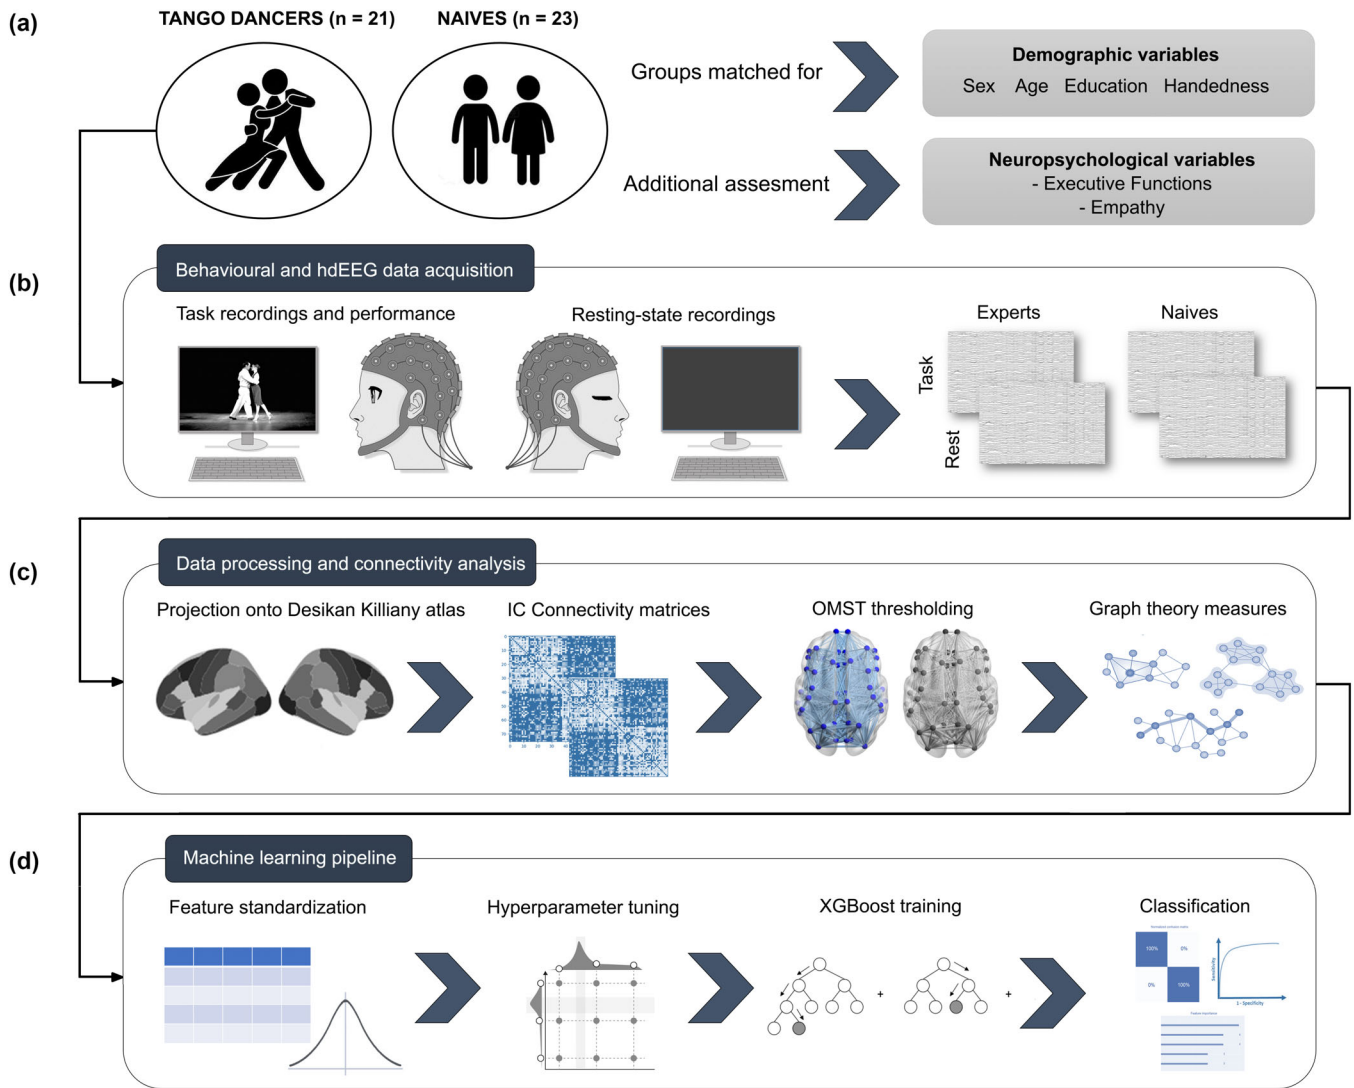 (a)
TANGO DANCERS (n = 21)
NAIVES (n = 23)
Groups matched for
Demographic variables
Sex Age Education Handedness
Additional assesment
Neuropsychological variables
- Executive Functions
- Empathy
(b)
Behavioural and hdEEG data acquisition
Task recordings and performance
Resting-state recordings
Experts
Naives
Task
Rest
(c)
Data processing and connectivity analysis
Projection onto Desikan Killiany atlas
IC Connectivity matrices
OMST thresholding
Graph theory measures
(d)
Machine learning pipeline
Feature standardization
Hyperparameter tuning
XGBoost training
Classification
+
+
100%
0%
0%
100%
Sensitivity
1 - Specificity